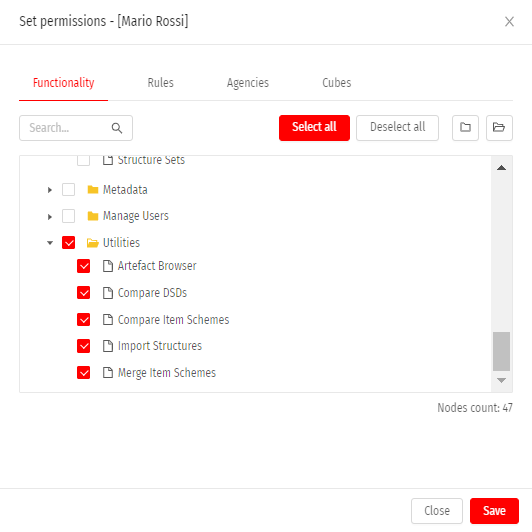 Set permissions - [Mario Rossi]
Functionality Rules Agencies Cubes
Search... Select all Deselect all
Structure Sets
Metadata
Manage Users
Utilities
Artefact Browser
Compare DSDs
Compare Item Schemes
Import Structures
Merge Item Schemes
Nodes count: 47
Close Save